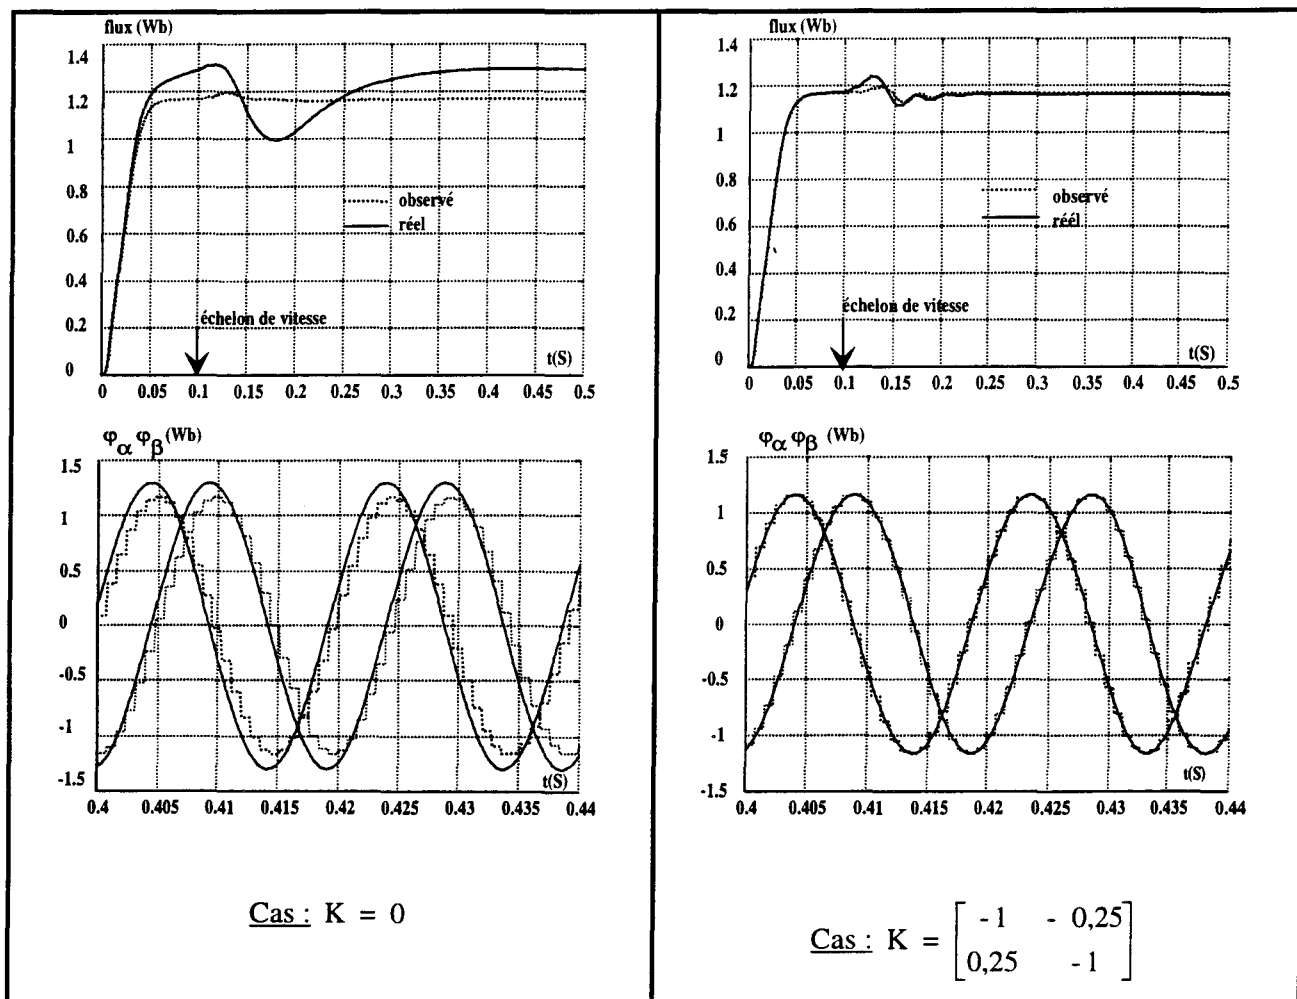 flux (Wb)
1.4
1.2
1
0.8
0.6
0.4
0.2
0
observé
réel
échelon de vitesse
t(S)
0 0.05 0.1 0.15 0.2 0.25 0.3 0.35 0.4 0.45 0.5
φα φβ (Wb)
1.5
1
0.5
0
-0.5
-1
-1.5
t(S)
0.4 0.405 0.41 0.415 0.42 0.425 0.43 0.435 0.44
Cas : K = 0
flux (Wb)
1.4
1.2
1
0.8
0.6
0.4
0.2
0
observé
réél
échelon de vitesse
t(S)
0 0.05 0.1 0.15 0.2 0.25 0.3 0.35 0.4 0.45 0.5
φα φβ (Wb)
1.5
1
0.5
0
-0.5
-1
-1.5
t(S)
0.4 0.405 0.41 0.415 0.42 0.425 0.43 0.435 0.44
Cas : K = [ -1 - 0,25
0,25 -1 ]